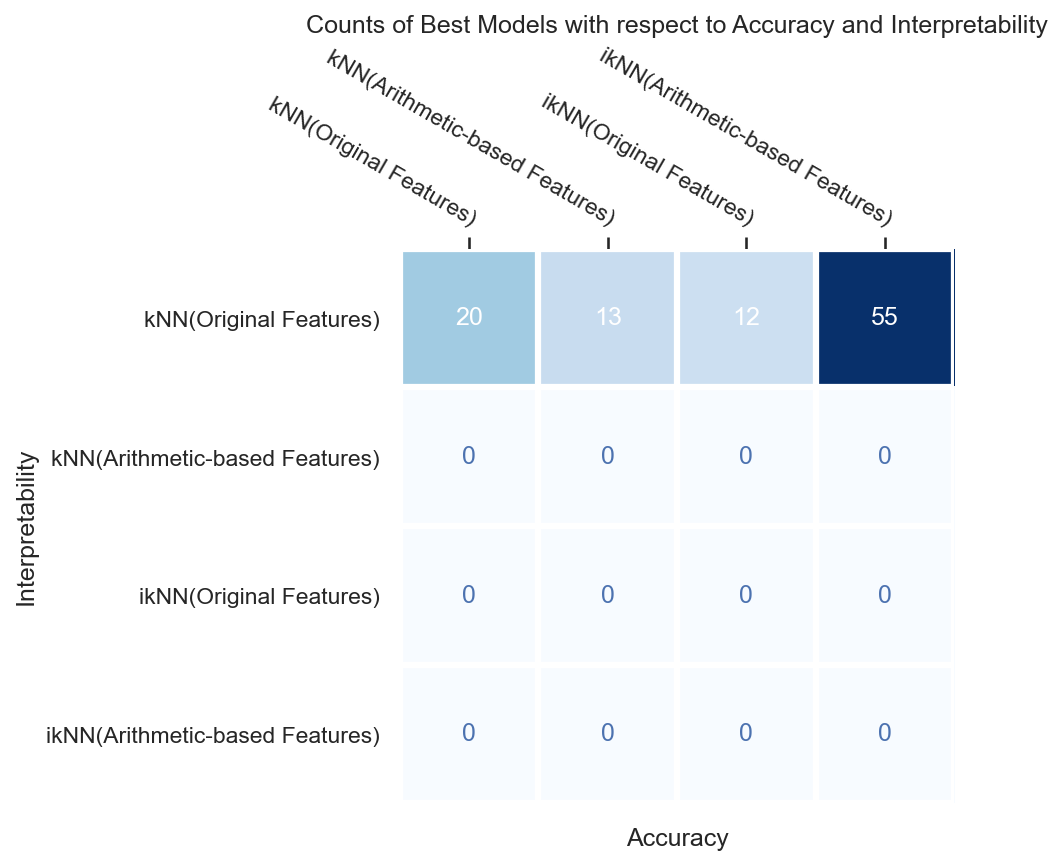 Counts of Best Models with respect to Accuracy and Interpretability
kNN(Original Features)
kNN(Arithmetic-based Features)
ikNN(Original Features)
ikNN(Arithmetic-based Features)
kNN(Original Features)
20 13 12 55
kNN(Arithmetic-based Features)
0 0 0 0
ikNN(Original Features)
0 0 0 0
ikNN(Arithmetic-based Features)
0 0 0 0
Interpretability
Accuracy